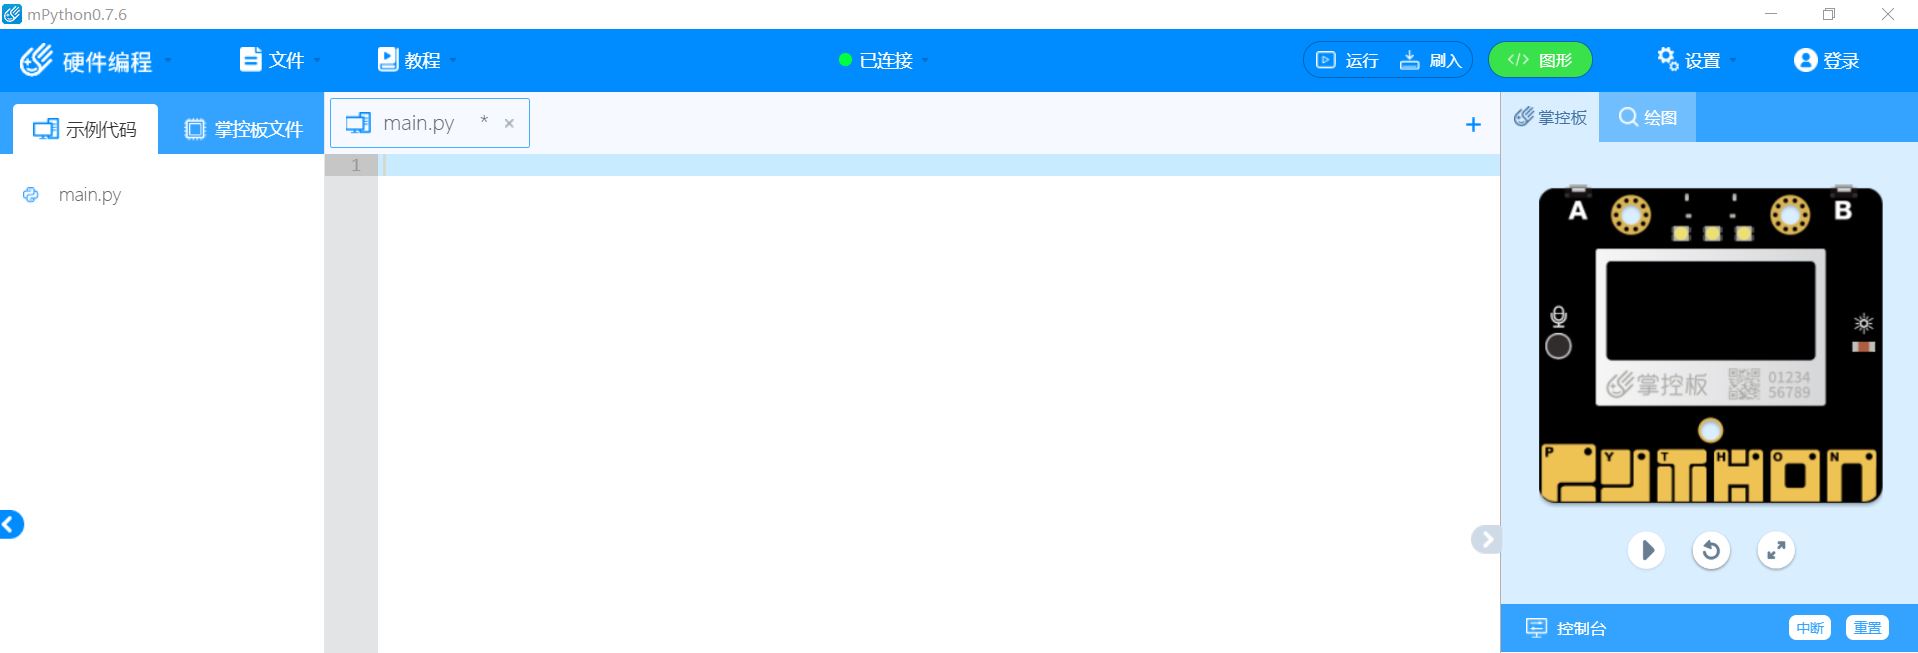 mPython0.7.6
硬件编程 文件 教程 已连接 运行 刷入 </> 图形 设置 登录
示例代码 掌控板文件 main.py * × + 掌控板 绘图
1
main.py
A B
掌控板 01234
56789
P Y T H O N
控制台 中断 重置